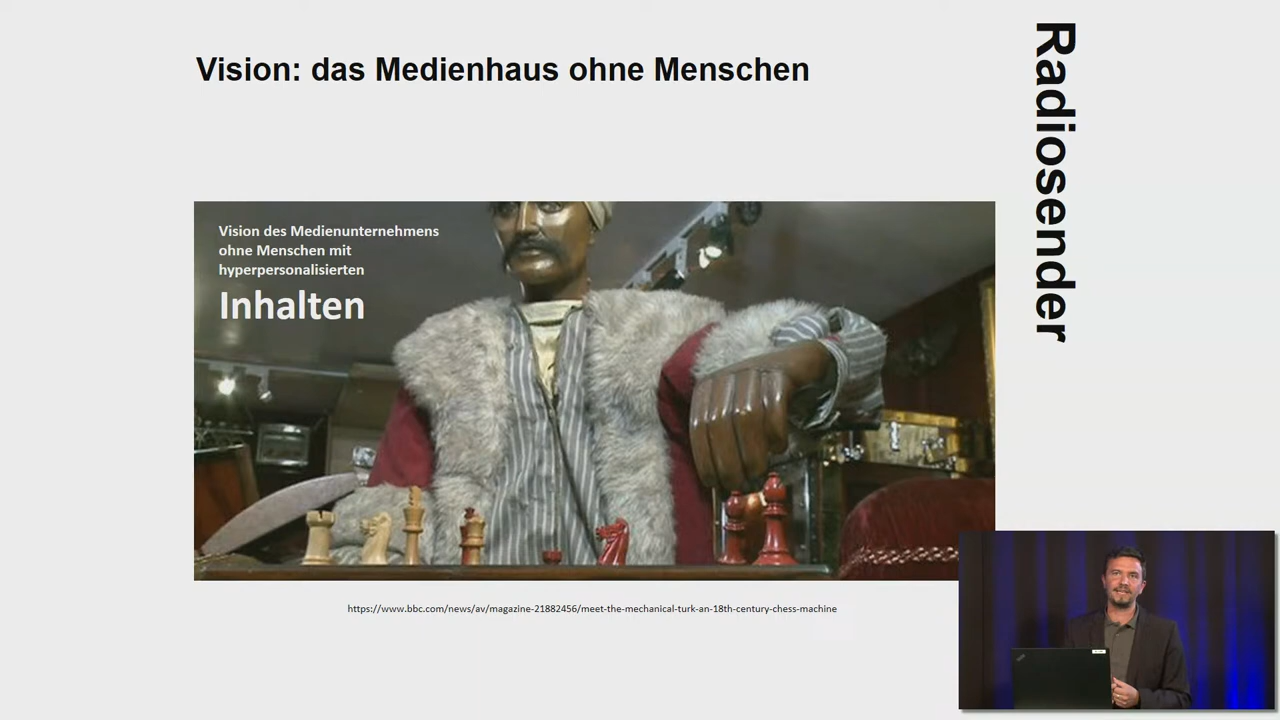 Vision: das Medienhaus ohne Menschen
Radiosender
Vision des Medienunternehmens
ohne Menschen mit
hyperpersonalisierten
Inhalten
https://www.bbc.com/news/av/magazine-21882456/meet-the-mechanical-turk-an-18th-century-chess-machine